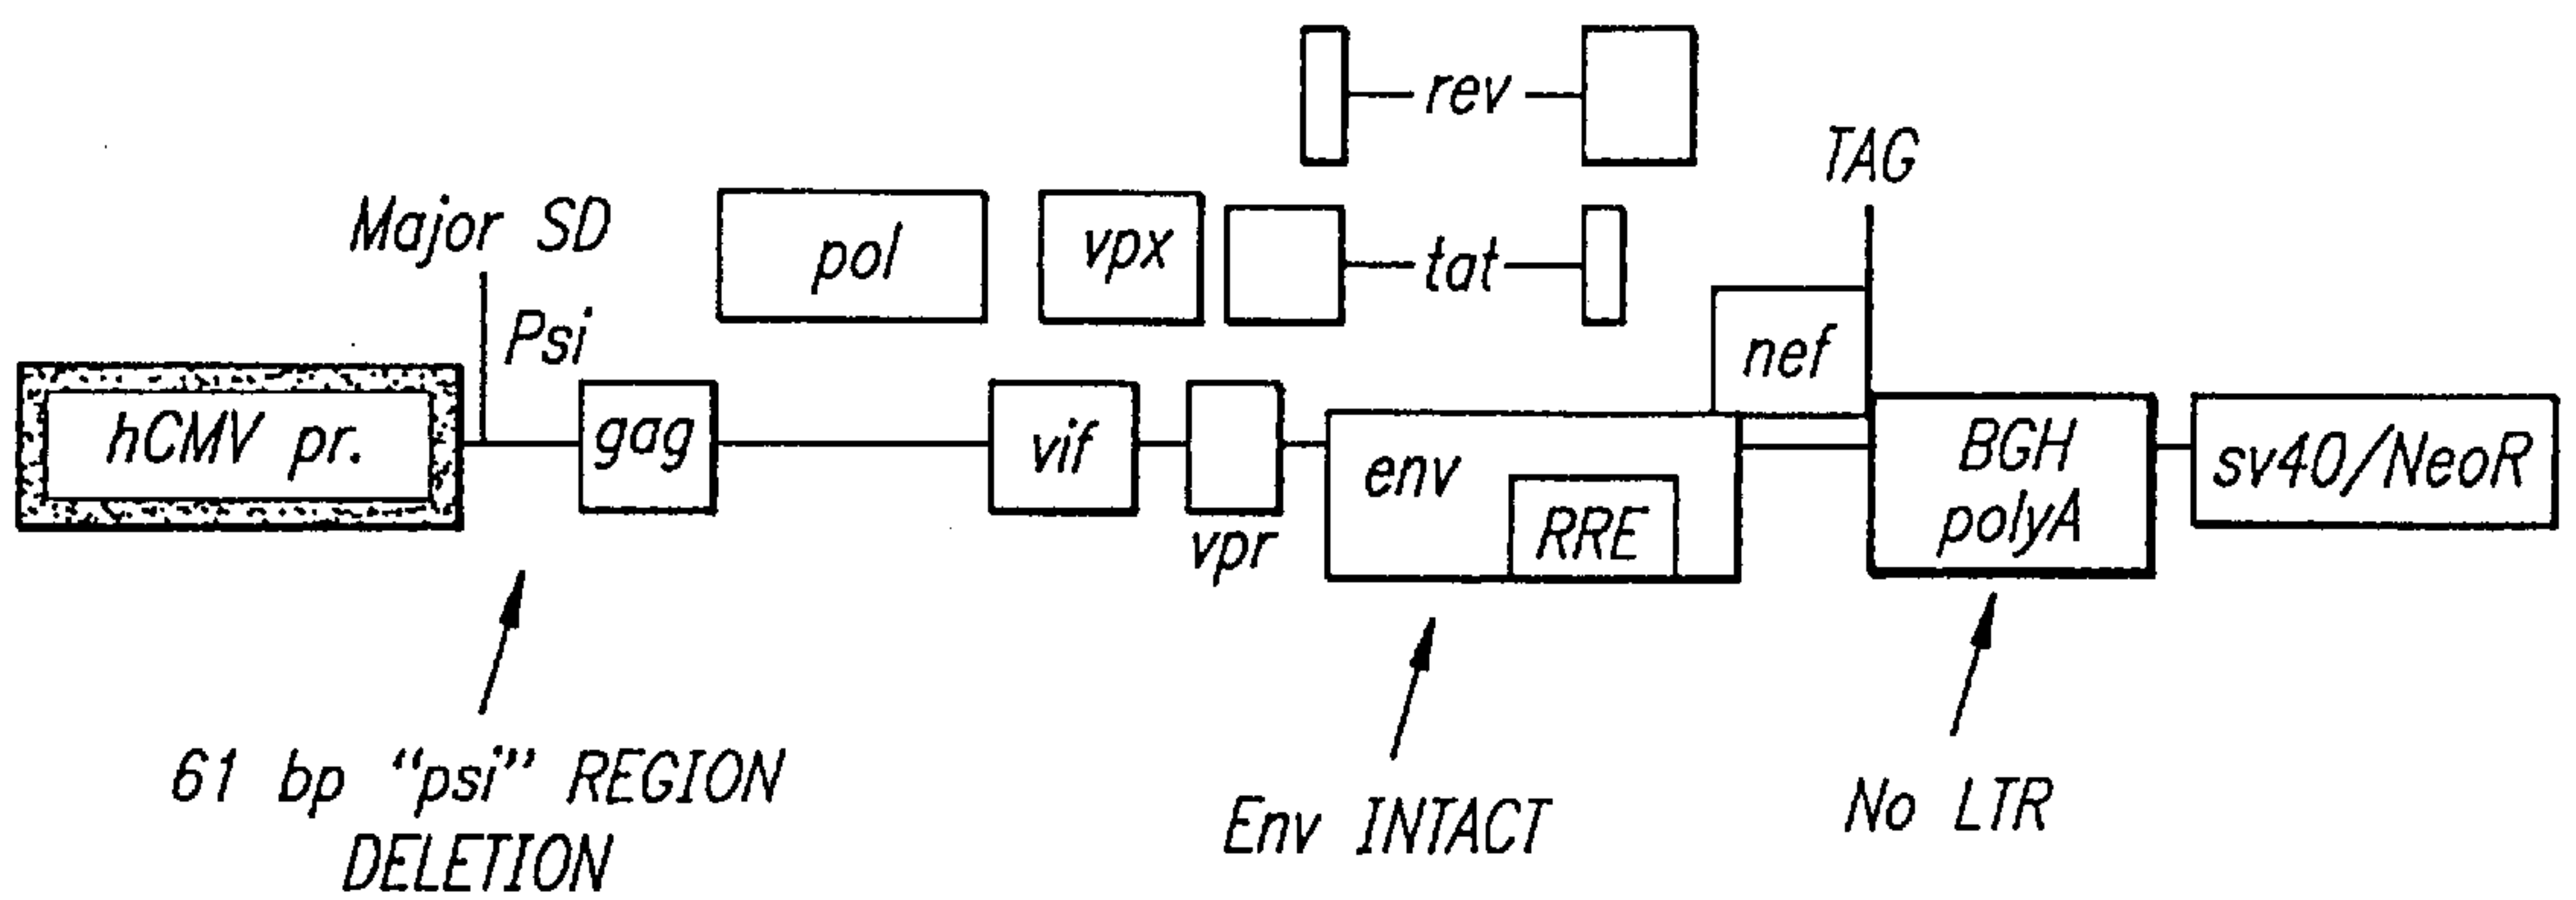 rev
TAG
Major SD
pol
vpx
tat
Psi
nef
hCMV pr.
gag
vif
vpr
env
RRE
BGH
polyA
sv40/NeoR
61 bp "psi" REGION
DELETION
Env INTACT
No LTR